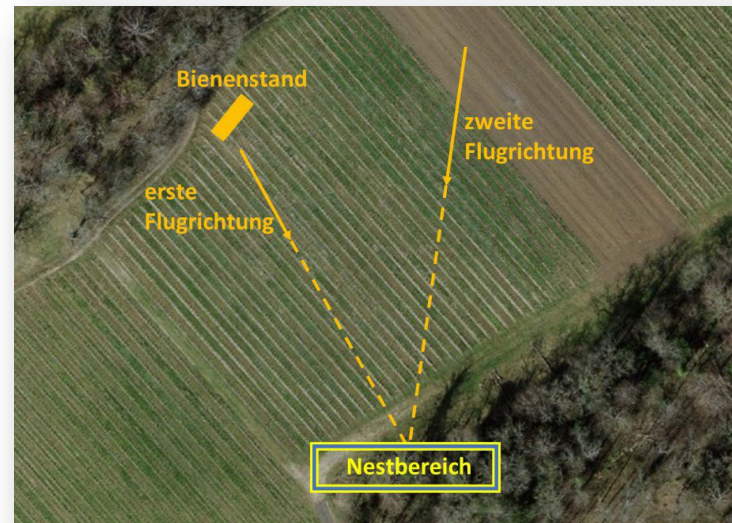 Bienenstand
zweite
Flugrichtung
erste
Flugrichtung
Nestbereich